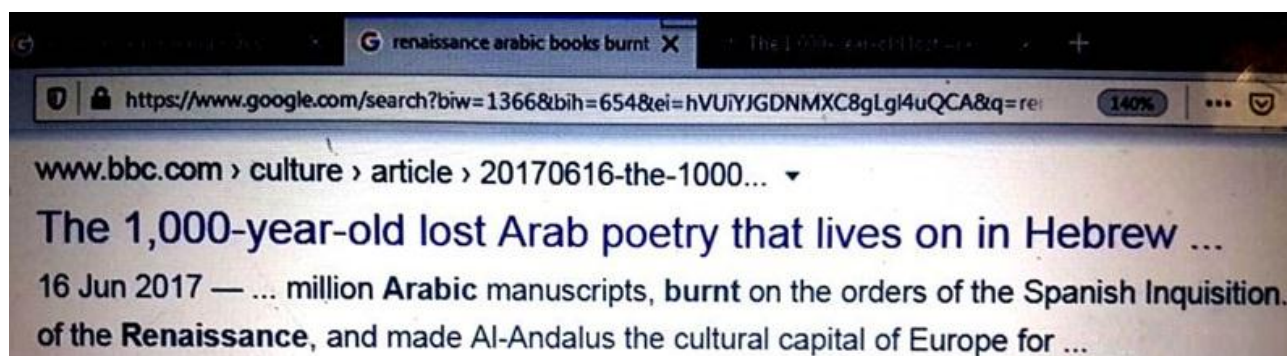 renaissance arabic books burnt
https://www.google.com/search?biw=1366&bih=654&ei=hVUiYJGDNMXC8gLgl4uQCA&q=re
140%
www.bbc.com › culture › article › 20170616-the-1000...
The 1,000-year-old lost Arab poetry that lives on in Hebrew ...
16 Jun 2017 — ... million Arabic manuscripts, burnt on the orders of the Spanish Inquisition.
of the Renaissance, and made Al-Andalus the cultural capital of Europe for ...